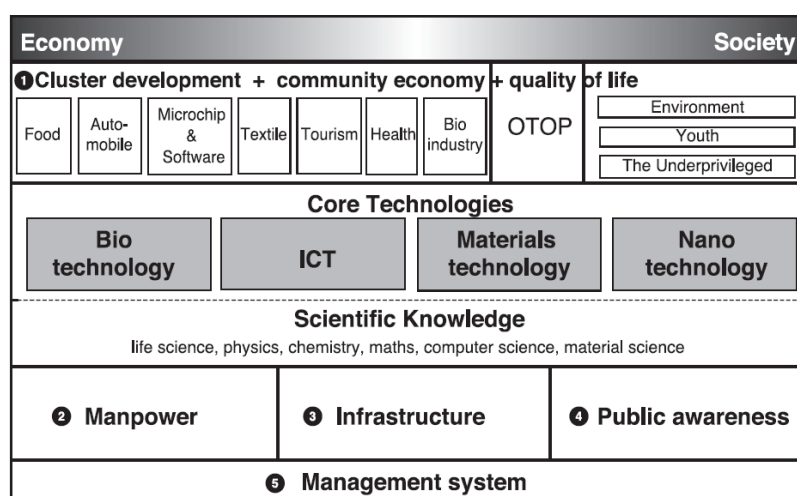 Economy Society
❶Cluster development + community economy + quality of life
Food
Auto-
mobile
Microchip
&
Software
Textile
Tourism
Health
Bio
industry
OTOP
Environment
Youth
The Underprivileged
Core Technologies
Bio
technology
ICT
Materials
technology
Nano
technology
Scientific Knowledge
life science, physics, chemistry, maths, computer science, material science
❷ Manpower
❸ Infrastructure
❹ Public awareness
❺ Management system